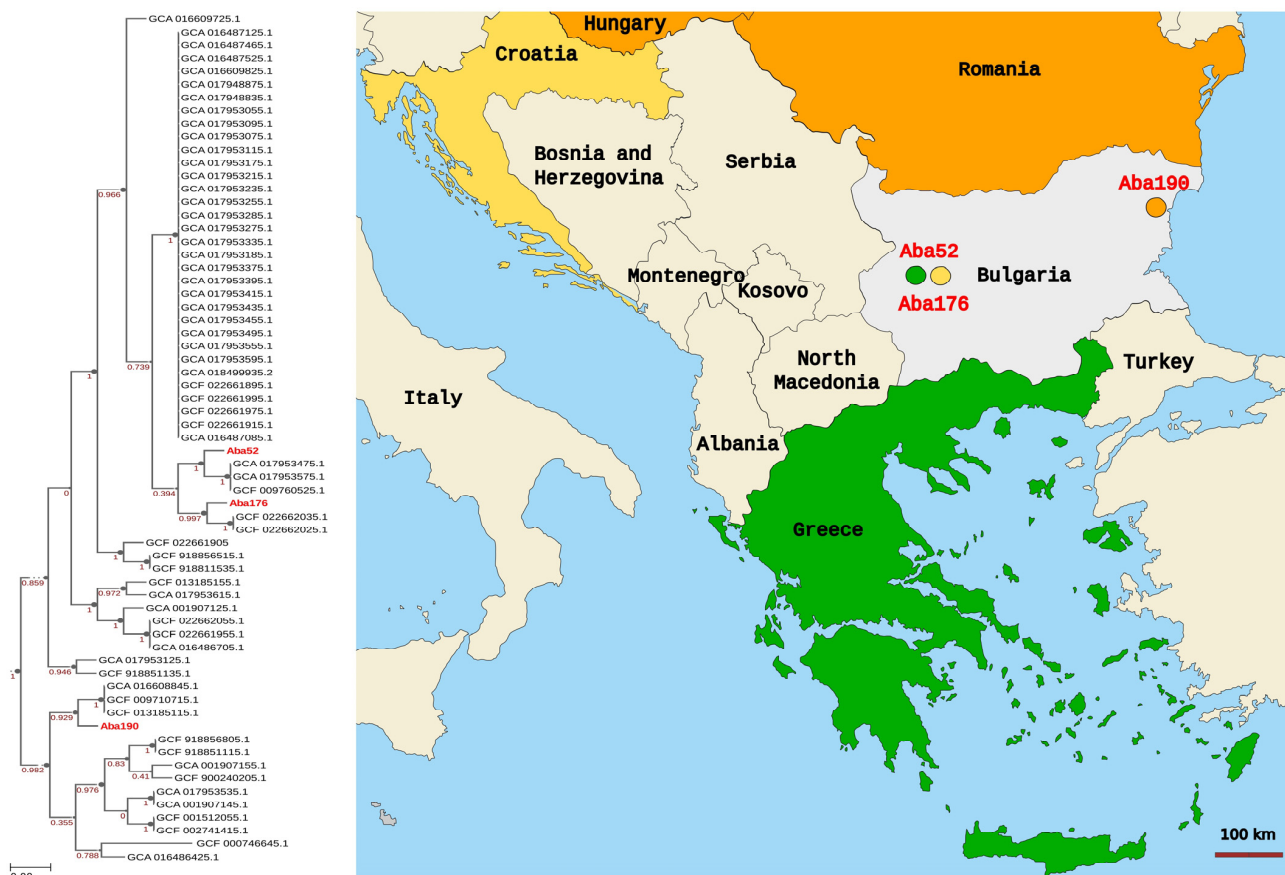 GCA 016609725.1
GCA 016487125.1
GCA 016487465.1
GCA 016487525.1
GCA 016609825.1
GCA 017948875.1
GCA 017948835.1
GCA 017953055.1
GCA 017953095.1
GCA 017953075.1
GCA 017953115.1
GCA 017953175.1
GCA 017953215.1
GCA 017953235.1
GCA 017953255.1
GCA 017953285.1
GCA 017953275.1
GCA 017953335.1
GCA 017953185.1
GCA 017953375.1
GCA 017953395.1
GCA 017953415.1
GCA 017953435.1
GCA 017953455.1
GCA 017953495.1
GCA 017953555.1
GCA 017953595.1
GCA 018499935.2
GCF 022661895.1
GCF 022661995.1
GCF 022661975.1
GCF 022661915.1
GCA 016487085.1
Aba52
GCA 017953475.1
GCA 017953575.1
GCF 009760525.1
Aba176
GCF 022662035.1
GCF 022662025.1
GCF 022661905
GCF 918856515.1
GCF 918811535.1
GCF 013185155.1
GCA 017953615.1
GCA 001907125.1
GCF 022662055.1
GCF 022661955.1
GCA 016486705.1
GCA 017953125.1
GCF 918851135.1
GCA 016608845.1
GCF 009710715.1
GCF 013185115.1
Aba190
GCF 918856805.1
GCF 918851115.1
GCA 001907155.1
GCF 900240205.1
GCA 017953535.1
GCA 001907145.1
GCF 001512055.1
GCF 002741415.1
GCF 000746645.1
GCA 016486425.1
0.966
1
0.739
1
0.394
1
1
0.997
1
0
1
1
0.972
1
1
1
0.859
0.946
1
1
0.929
0.982
1
0.83
0.41
0.976
1
0
1
0.355
0.788
Hungary
Croatia
Romania
Bosnia and
Herzegovina
Serbia
Aba190
Aba52
Montenegro
Kosovo
Bulgaria
Aba176
North
Macedonia
Turkey
Italy
Albania
Greece
100 km